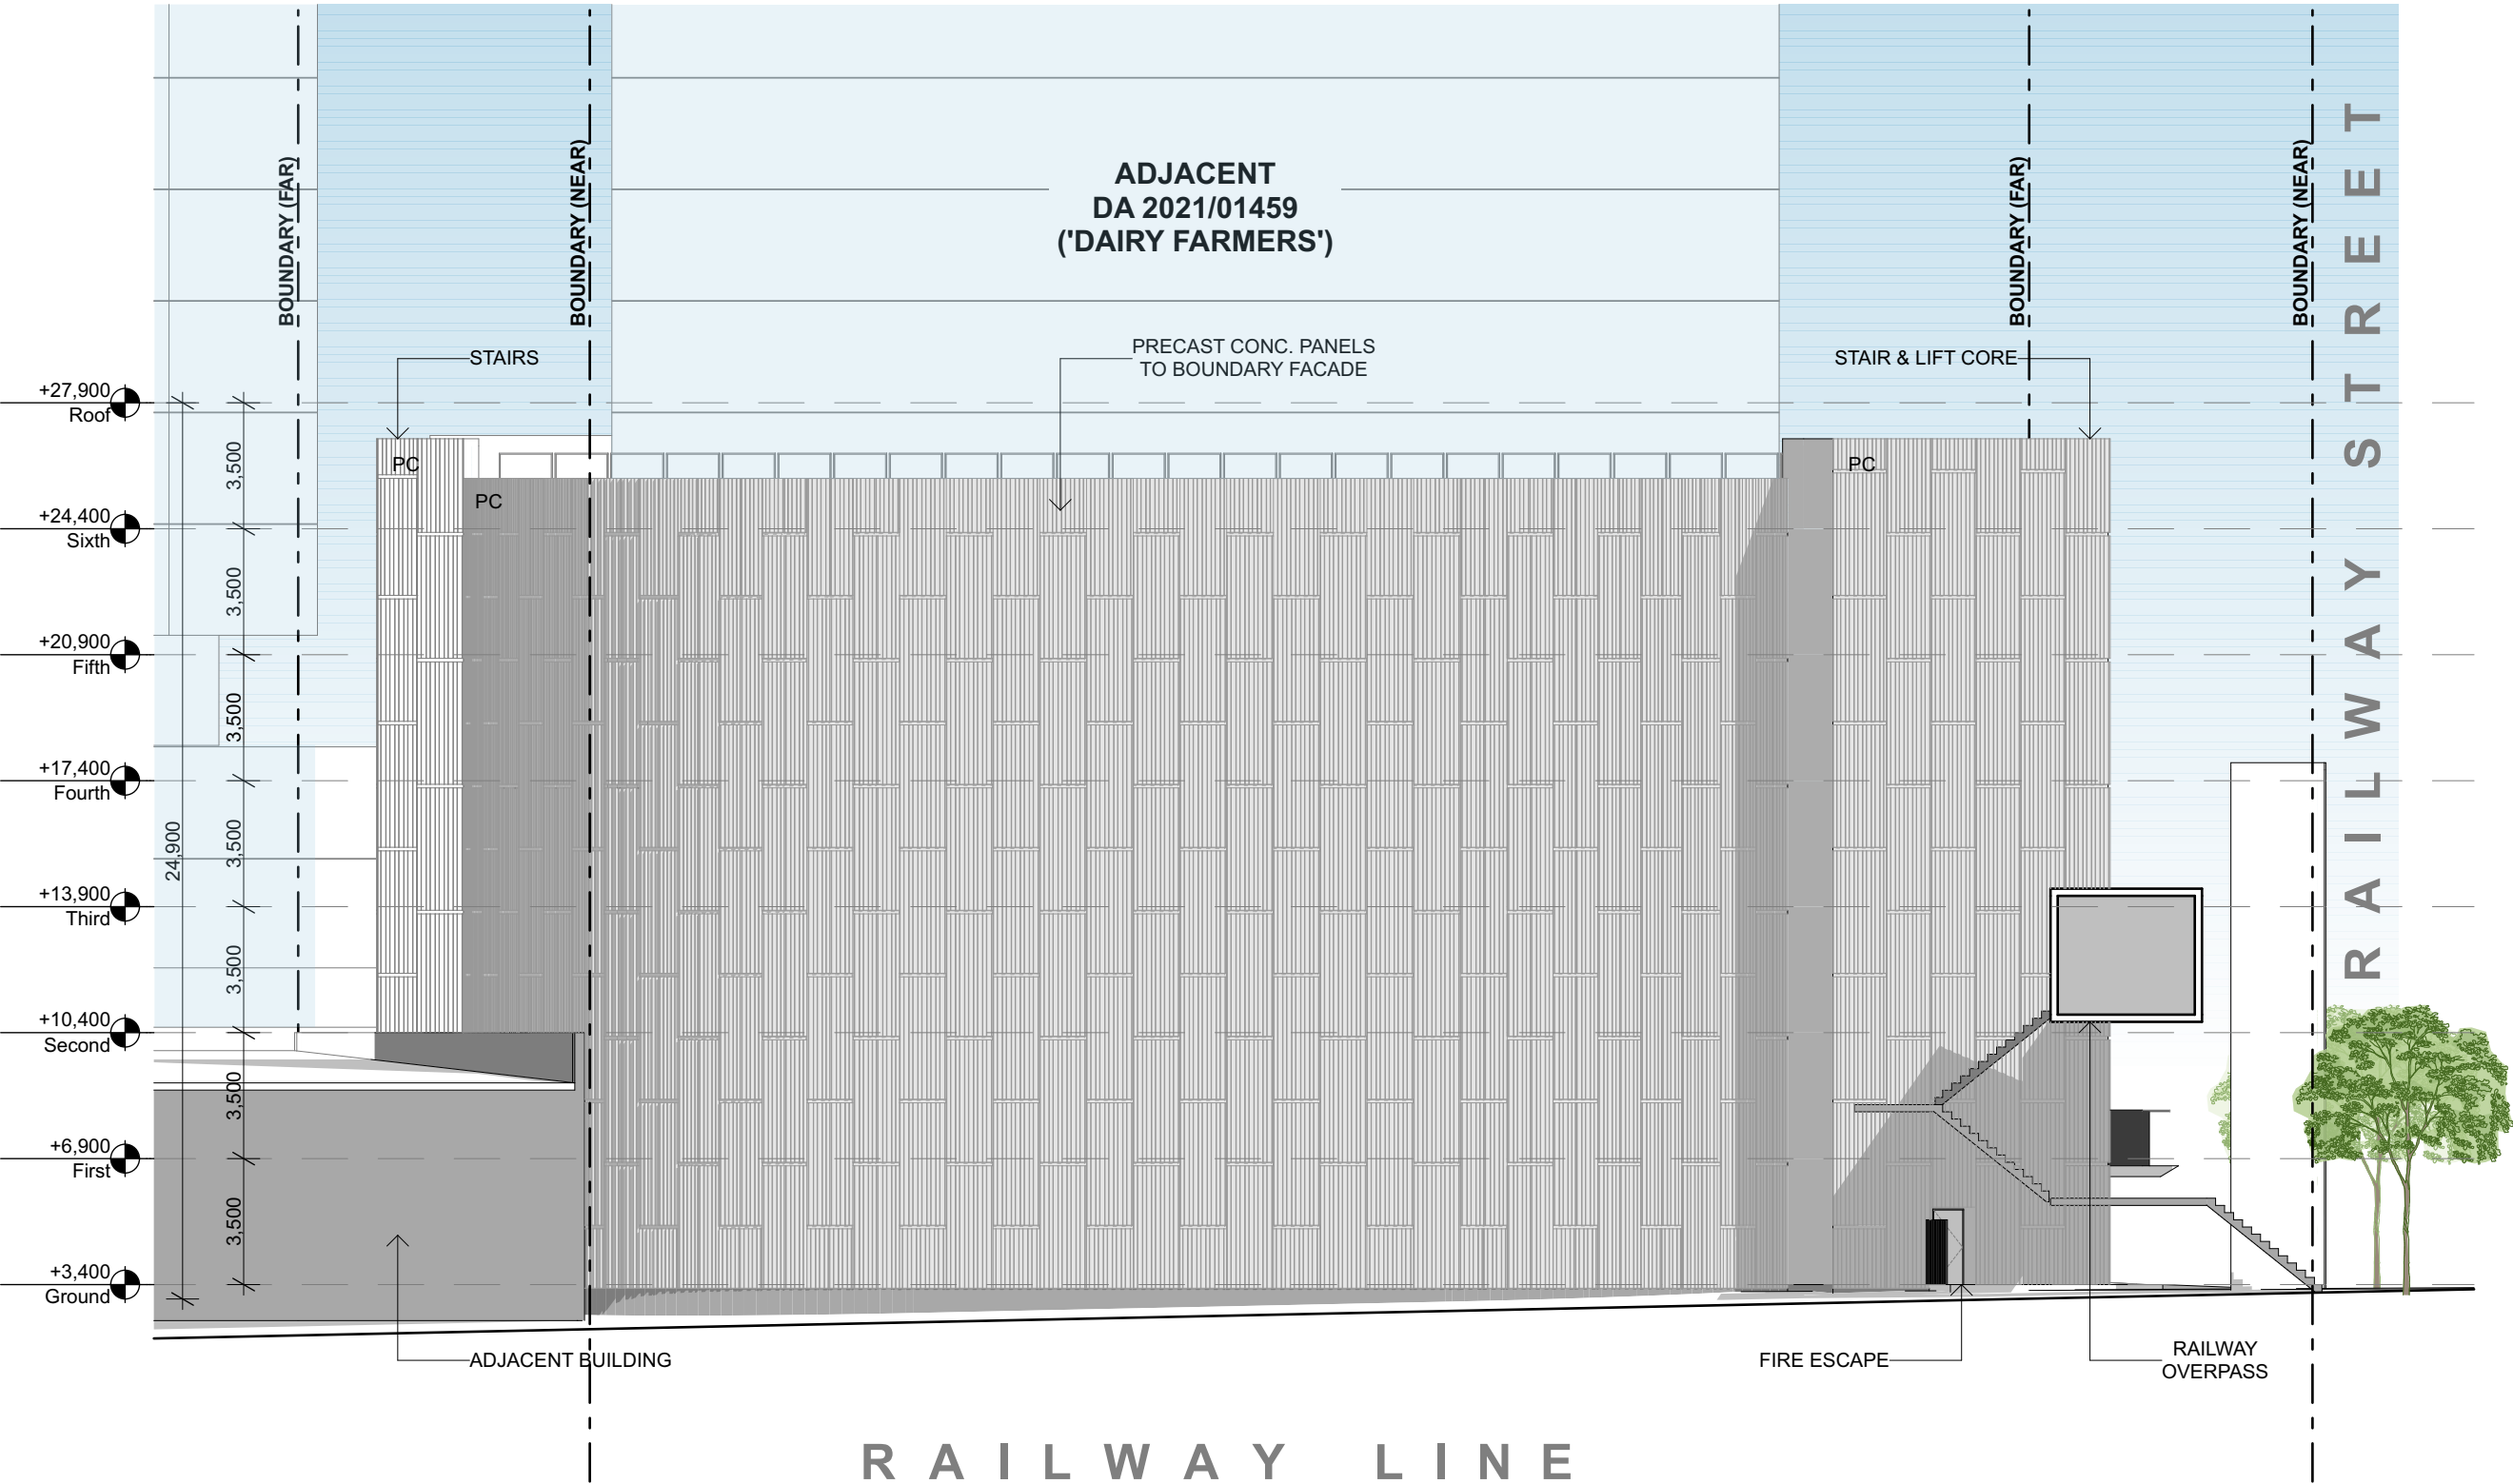 ADJACENT
DA 2021/01459
('DAIRY FARMERS')
BOUNDARY (FAR)
BOUNDARY (NEAR)
BOUNDARY (FAR)
BOUNDARY (NEAR)
RAILWAY STREET
STAIRS
PRECAST CONC. PANELS
TO BOUNDARY FACADE
STAIR & LIFT CORE
+27,900
Roof
3,500
PC
PC
PC
+24,400
Sixth
3,500
+20,900
Fifth
3,500
+17,400
Fourth
24,900
3,500
+13,900
Third
3,500
+10,400
Second
3,500
+6,900
First
3,500
+3,400
Ground
ADJACENT BUILDING
FIRE ESCAPE
RAILWAY
OVERPASS
RAILWAY LINE